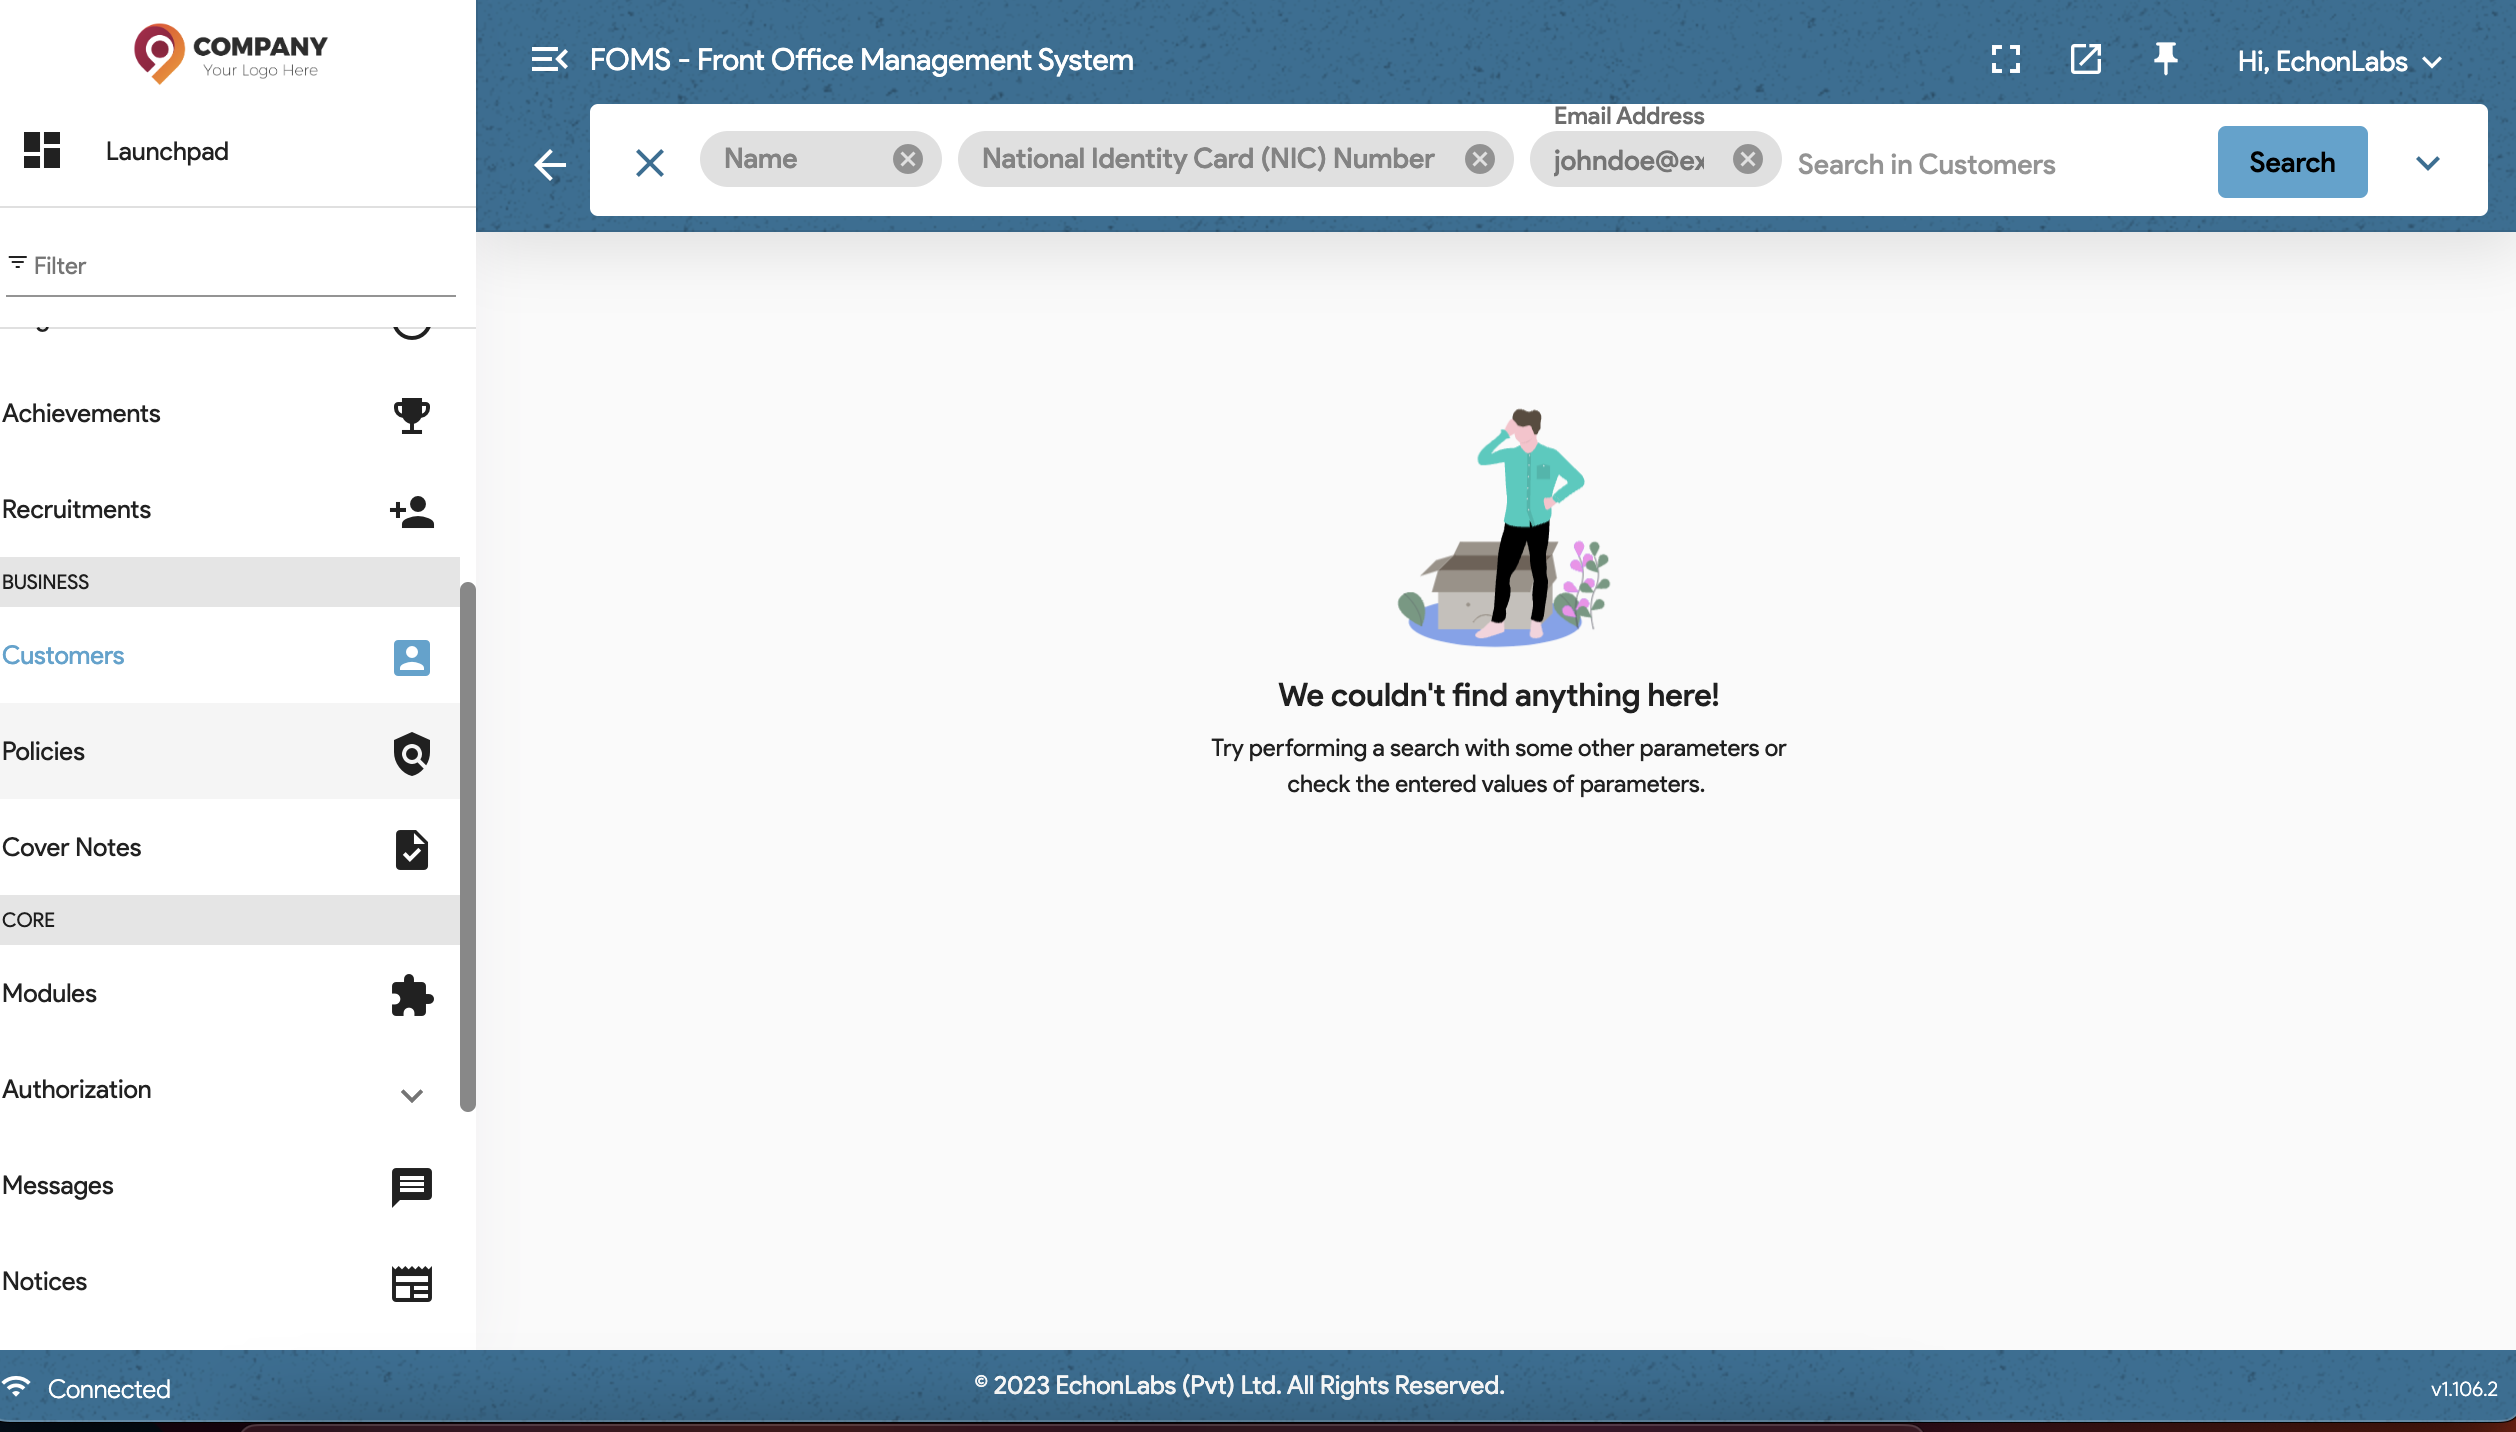 COMPANY
Your Logo Here
Launchpad
Filter
Achievements
Recruitments
BUSINESS
Customers
Policies
Cover Notes
CORE
Modules
Authorization
Messages
Notices
FOMS - Front Office Management System
Hi, EchonLabs
Name
National Identity Card (NIC) Number
Email Address
johndoe@ex
Search in Customers
Search
We couldn't find anything here!
Try performing a search with some other parameters or
check the entered values of parameters.
Connected
© 2023 EchonLabs (Pvt) Ltd. All Rights Reserved.
v1.106.2